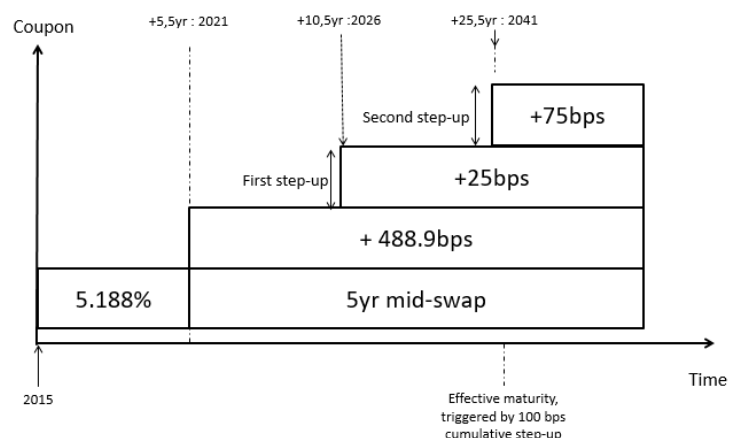 Coupon
+5,5yr : 2021
+10,5yr :2026
+25,5yr : 2041
Second step-up
+75bps
First step-up
+25bps
+ 488.9bps
5.188%
5yr mid-swap
Time
2015
Effective maturity,
triggered by 100 bps
cumulative step-up